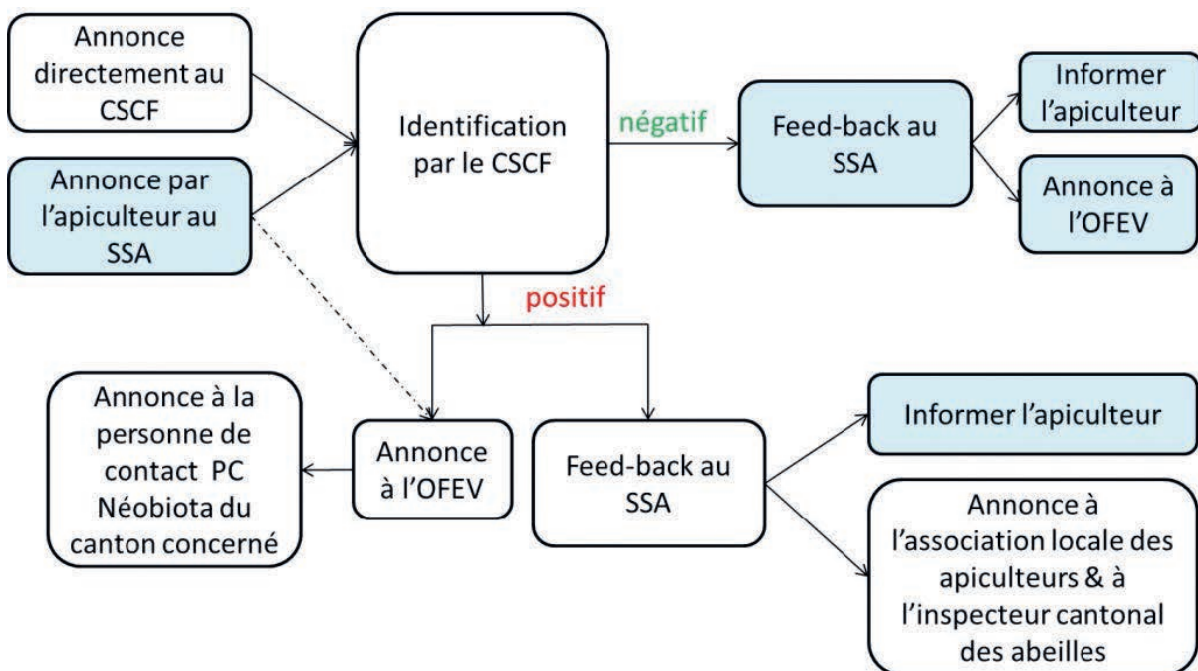 Annonce
directement au
CSCF
Annonce par
l'apiculteur au
SSA
Identification
par le CSCF
négatif
Feed-back au
SSA
Informer
l'apiculteur
Annonce à
l'OFEV
positif
Annonce à la
personne de
contact PC
Néobiota du
canton concerné
Annonce
à l'OFEV
Feed-back au
SSA
Informer l'apiculteur
Annonce à
l'association locale des
apiculteurs & à
l'inspecteur cantonal
des abeilles